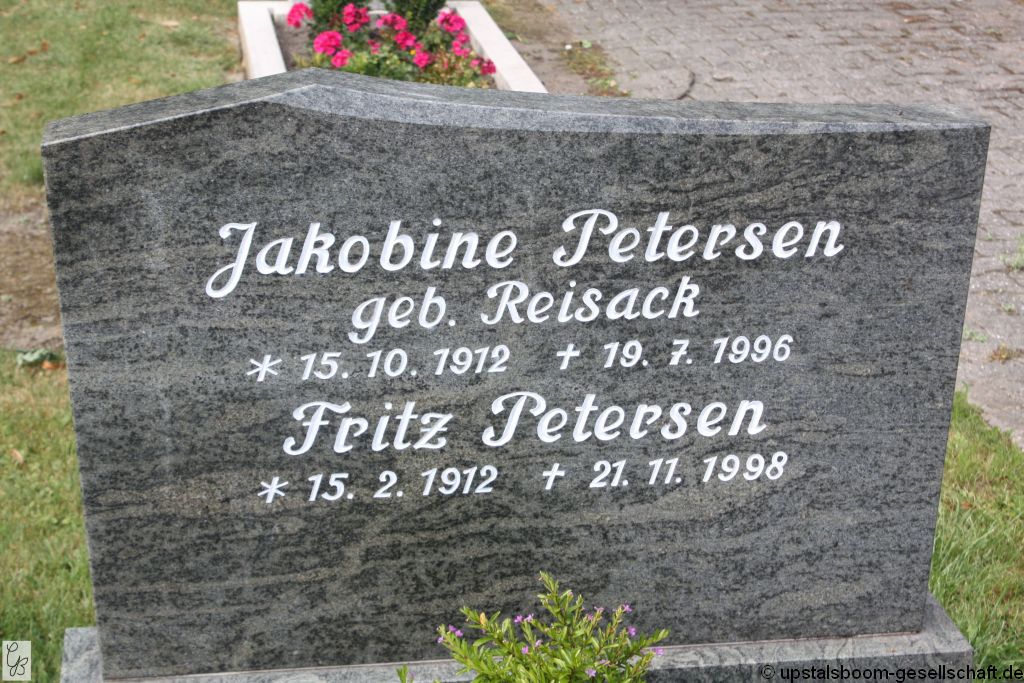 Jakobine Petersen
geb. Reisack
* 15. 10. 1912 † 19. 7. 1996
Fritz Petersen
* 15. 2. 1912 † 21. 11. 1998
© upstalsboom-gesellschaft.de